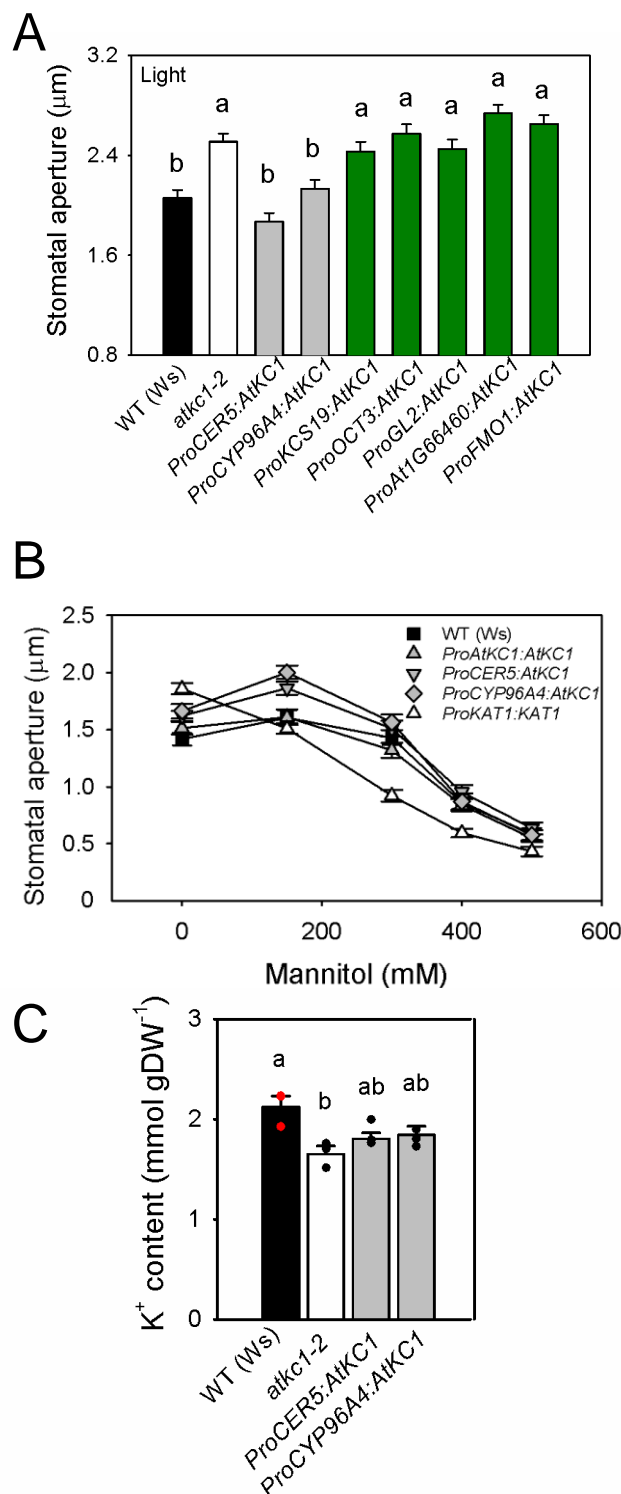 A
Stomatal aperture (μm)
3.2
2.4
1.6
0.8
Light
b
a
b
b
a
a
a
a
a
WT (Ws)
atkc1-2
ProCER5:AtKC1
ProCYP96A4:AtKC1
ProKCS19:AtKC1
ProOCT3:AtKC1
ProGL2:AtKC1
ProAt1G66460:AtKC1
ProFMO1:AtKC1
B
Stomatal aperture (μm)
2.5
2.0
1.5
1.0
0.5
0
WT (Ws)
ProAtKC1:AtKC1
ProCER5:AtKC1
ProCYP96A4:AtKC1
ProKAT1:KAT1
0
200
400
600
Mannitol (mM)
C
K⁺ content (mmol gDW⁻¹)
3
2
1
0
a
b
ab
ab
WT (Ws)
atkc1-2
ProCER5:AtKC1
ProCYP96A4:AtKC1